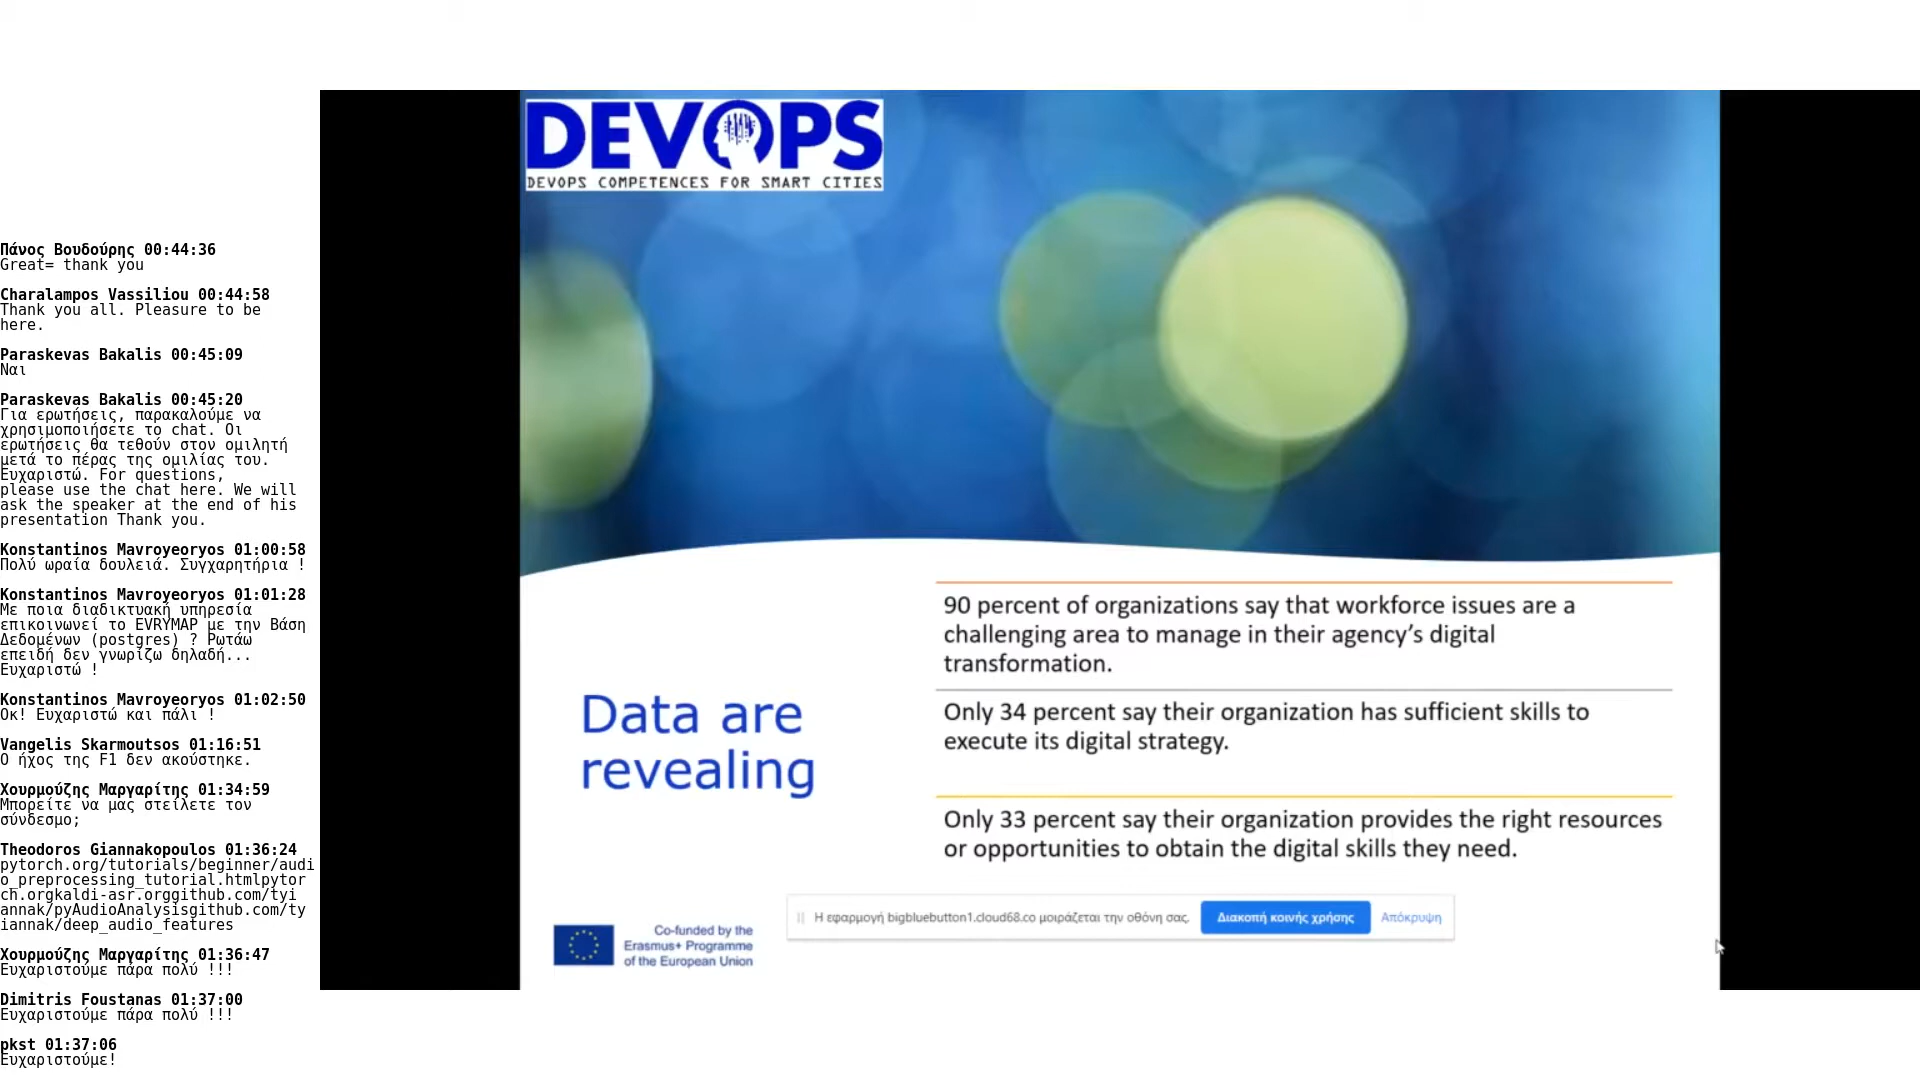 Πάνος Βουδούρης 00:44:36
Great= thank you
Charalampos Vassiliou 00:44:58
Thank you all. Pleasure to be
here.
Paraskevas Bakalis 00:45:09
Ναι
Paraskevas Bakalis 00:45:20
Για ερωτήσεις, παρακαλούμε να
χρησιμοποιήσετε το chat. Οι
ερωτήσεις θα τεθούν στον ομιλητή
μετά το πέρας της ομιλίας του.
Ευχαριστώ. For questions,
please use the chat here. We will
ask the speaker at the end of his
presentation Thank you.
Konstantinos Mavroyeoryos 01:00:58
Πολύ ωραία δουλειά. Συγχαρητήρια !
Konstantinos Mavroyeoryos 01:01:28
Με ποια διαδικτυακή υπηρεσία
επικοινωνεί το EVRYMAP με την Βάση
Δεδομένων (postgres) ? Ρωτάω
επειδή δεν γνωρίζω δηλαδή...
Ευχαριστώ !
Konstantinos Mavroyeoryos 01:02:50
Οκ! Ευχαριστώ και πάλι !
Vangelis Skarmoutsos 01:16:51
Ο ήχος της F1 δεν ακούστηκε.
Χουρμούζης Μαργαρίτης 01:34:59
Μπορείτε να μας στείλετε τον
σύνδεσμο;
Theodoros Giannakopoulos 01:36:24
pytorch.org/tutorials/beginner/audi
o_preprocessing_tutorial.htmlpytor
ch.orgkaldi-asr.orggithub.com/tyi
annak/pyAudioAnalysisgithub.com/ty
iannak/deep_audio_features
Χουρμούζης Μαργαρίτης 01:36:47
Ευχαριστούμε πάρα πολύ !!!
Dimitris Foustanas 01:37:00
Ευχαριστούμε πάρα πολύ !!!
pkst 01:37:06
Ευχαριστούμε!
DEVOPS
DEVOPS COMPETENCES FOR SMART CITIES
Data are
revealing
90 percent of organizations say that workforce issues are a
challenging area to manage in their agency’s digital
transformation.
Only 34 percent say their organization has sufficient skills to
execute its digital strategy.
Only 33 percent say their organization provides the right resources
or opportunities to obtain the digital skills they need.
Η εφαρμογή bigbluebutton1.cloud68.co μοιράζεται την οθόνη σας. Διακοπή κοινής χρήσης Απόκρυψη
Co-funded by the
Erasmus+ Programme
of the European Union